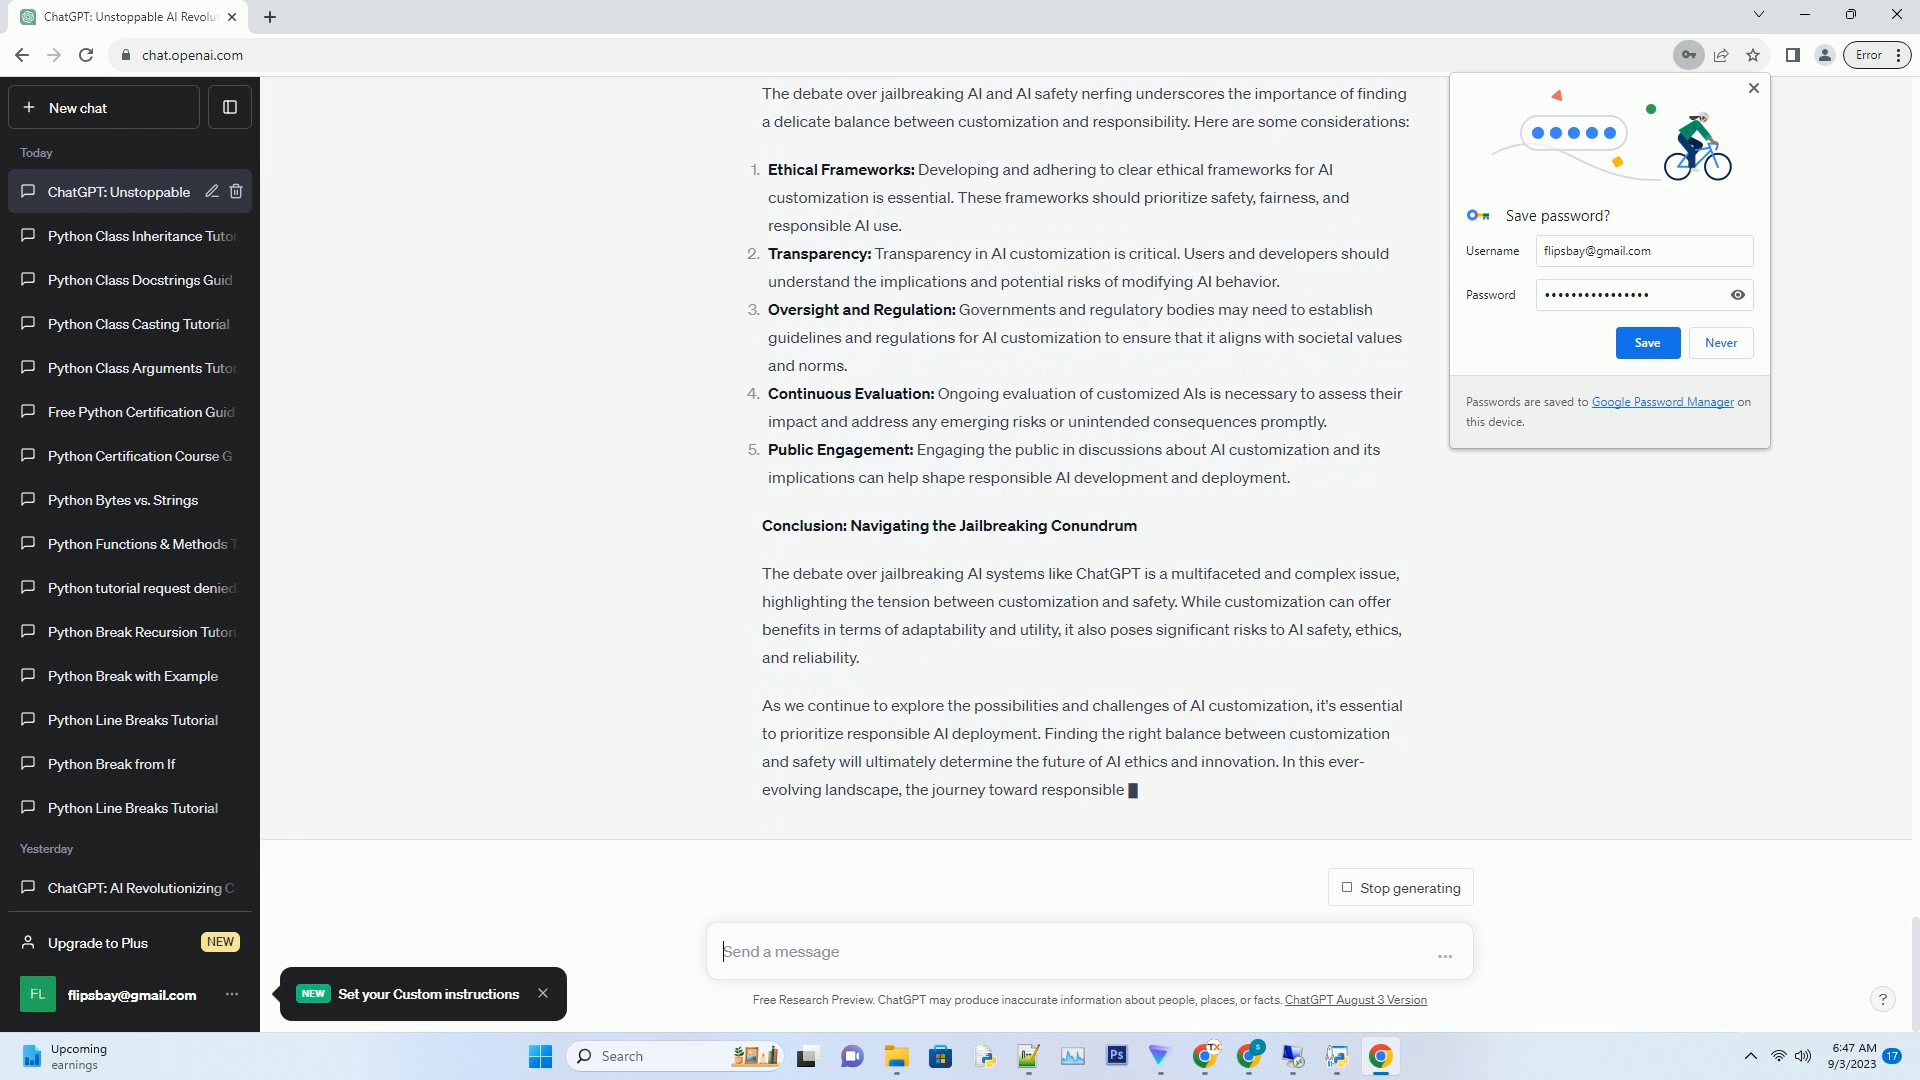 ChatGPT: Unstoppable AI Revolu
chat.openai.com
Error
New chat
Today
ChatGPT: Unstoppable
Python Class Inheritance Tutor
Python Class Docstrings Guid
Python Class Casting Tutorial
Python Class Arguments Tutor
Free Python Certification Guid
Python Certification Course G
Python Bytes vs. Strings
Python Functions & Methods T
Python tutorial request denied
Python Break Recursion Tutori
Python Break with Example
Python Line Breaks Tutorial
Python Break from If
Python Line Breaks Tutorial
Yesterday
ChatGPT: AI Revolutionizing C
Upgrade to Plus NEW
FL flipsbay@gmail.com
The debate over jailbreaking AI and AI safety nerfing underscores the importance of finding
a delicate balance between customization and responsibility. Here are some considerations:
1. Ethical Frameworks: Developing and adhering to clear ethical frameworks for AI
customization is essential. These frameworks should prioritize safety, fairness, and
responsible AI use.
2. Transparency: Transparency in AI customization is critical. Users and developers should
understand the implications and potential risks of modifying AI behavior.
3. Oversight and Regulation: Governments and regulatory bodies may need to establish
guidelines and regulations for AI customization to ensure that it aligns with societal values
and norms.
4. Continuous Evaluation: Ongoing evaluation of customized AIs is necessary to assess their
impact and address any emerging risks or unintended consequences promptly.
5. Public Engagement: Engaging the public in discussions about AI customization and its
implications can help shape responsible AI development and deployment.
Conclusion: Navigating the Jailbreaking Conundrum
The debate over jailbreaking AI systems like ChatGPT is a multifaceted and complex issue,
highlighting the tension between customization and safety. While customization can offer
benefits in terms of adaptability and utility, it also poses significant risks to AI safety, ethics,
and reliability.
As we continue to explore the possibilities and challenges of AI customization, it's essential
to prioritize responsible AI deployment. Finding the right balance between customization
and safety will ultimately determine the future of AI ethics and innovation. In this ever-
evolving landscape, the journey toward responsible
Stop generating
Send a message
Free Research Preview. ChatGPT may produce inaccurate information about people, places, or facts. ChatGPT August 3 Version
?
NEW Set your Custom instructions
Save password?
Username flipsbay@gmail.com
Password ••••••••••••••••
Save Never
Passwords are saved to Google Password Manager on
this device.
Upcoming
earnings
Search
Ps
TX
s
6:47 AM
9/3/2023
17